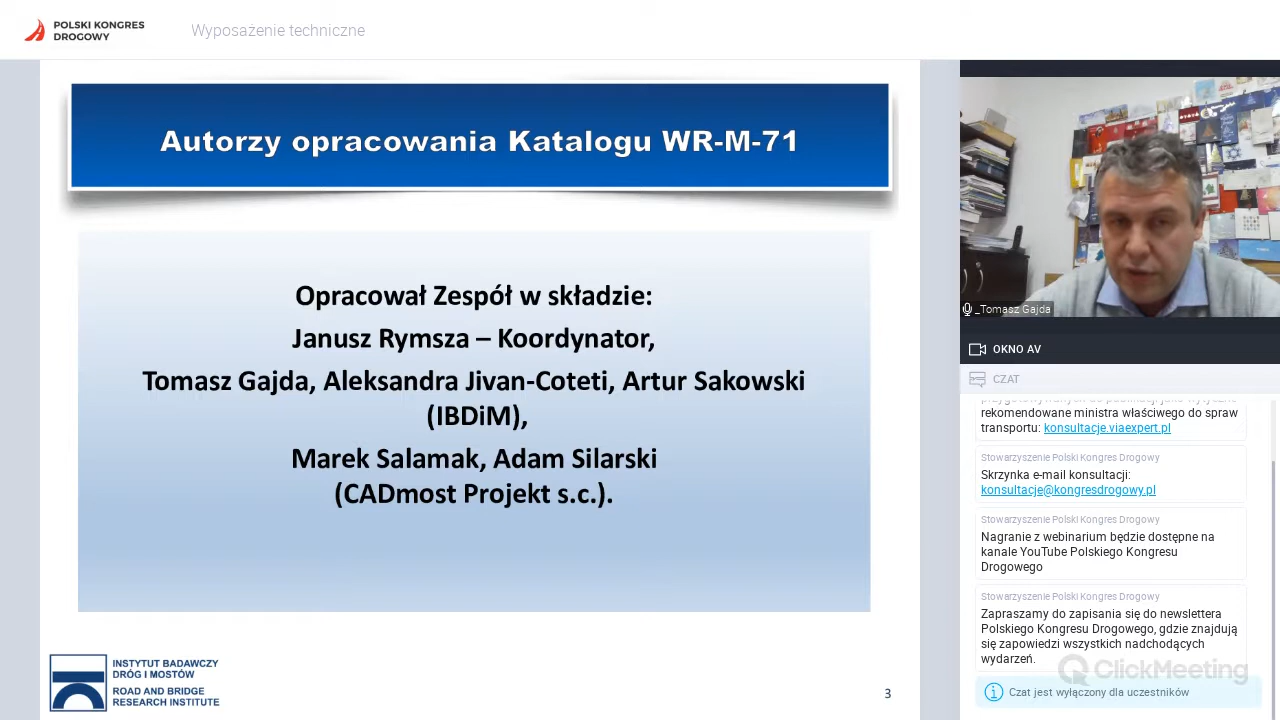 POLSKI KONGRES
DROGOWY
Wyposażenie techniczne
Autorzy opracowania Katalogu WR-M-71
Opracował Zespół w składzie:
Janusz Rymsza – Koordynator,
Tomasz Gajda, Aleksandra Jivan-Coteti, Artur Sakowski
(IBDiM),
Marek Salamak, Adam Silarski
(CADmost Projekt s.c.).
INSTYTUT BADAWCZY
DRÓG I MOSTÓW
ROAD AND BRIDGE
RESEARCH INSTITUTE
3
_Tomasz Gajda
OKNO AV
CZAT
rekomendowane ministra właściwego do spraw
transportu: konsultacje.viaexpert.pl
Stowarzyszenie Polski Kongres Drogowy
Skrzynka e-mail konsultacji:
konsultacje@kongresdrogowy.pl
Stowarzyszenie Polski Kongres Drogowy
Nagranie z webinarium będzie dostępne na
kanale YouTube Polskiego Kongresu
Drogowego
Stowarzyszenie Polski Kongres Drogowy
Zapraszamy do zapisania się do newslettera
Polskiego Kongresu Drogowego, gdzie znajdują
się zapowiedzi wszystkich nadchodzących
wydarzeń.
ClickMeeting
Czat jest wyłączony dla uczestników